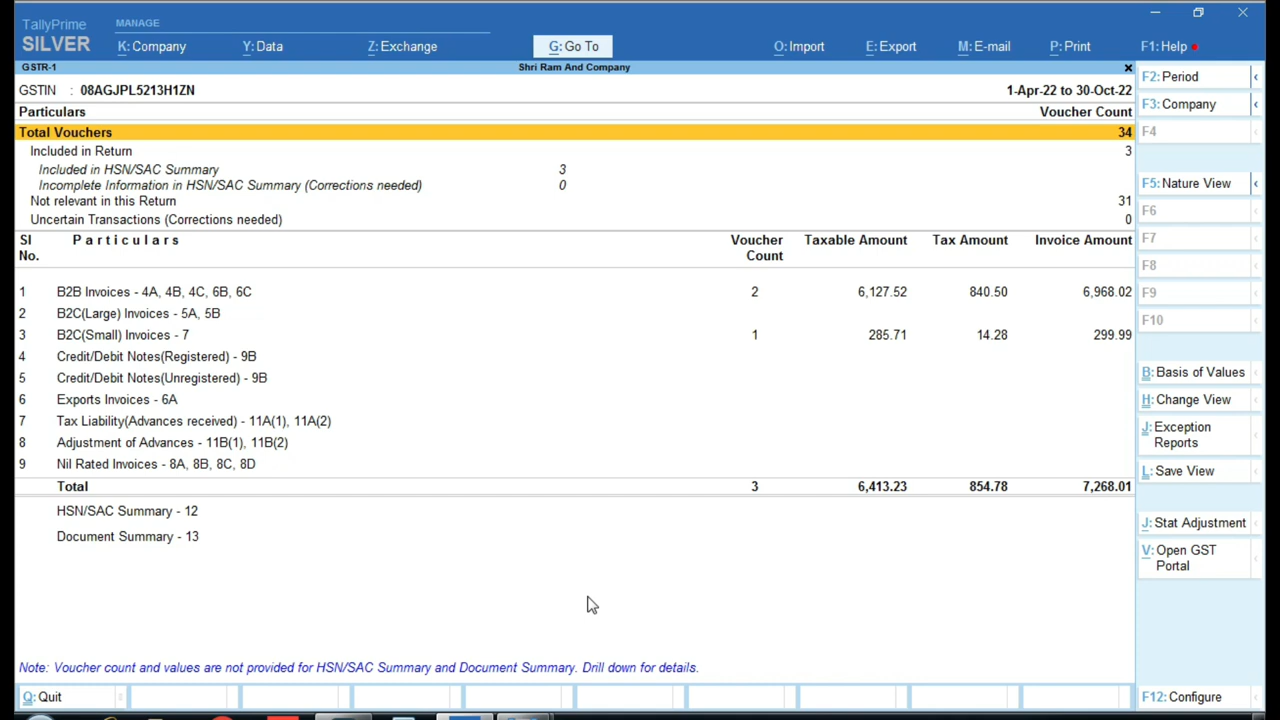 TallyPrime MANAGE
SILVER K: Company Y: Data Z: Exchange G: Go To O: Import E: Export M: E-mail P: Print F1: Help
GSTR-1 Shri Ram And Company ×
GSTIN : 08AGJPL5213H1ZN 1-Apr-22 to 30-Oct-22
Particulars Voucher Count
Total Vouchers 34
Included in Return 3
Included in HSN/SAC Summary 3
Incomplete Information in HSN/SAC Summary (Corrections needed) 0
Not relevant in this Return 31
Uncertain Transactions (Corrections needed) 0
Sl Particulars Voucher Taxable Amount Tax Amount Invoice Amount
No. Count
1 B2B Invoices - 4A, 4B, 4C, 6B, 6C 2 6,127.52 840.50 6,968.02
2 B2C(Large) Invoices - 5A, 5B
3 B2C(Small) Invoices - 7 1 285.71 14.28 299.99
4 Credit/Debit Notes(Registered) - 9B
5 Credit/Debit Notes(Unregistered) - 9B
6 Exports Invoices - 6A
7 Tax Liability(Advances received) - 11A(1), 11A(2)
8 Adjustment of Advances - 11B(1), 11B(2)
9 Nil Rated Invoices - 8A, 8B, 8C, 8D
Total 3 6,413.23 854.78 7,268.01
HSN/SAC Summary - 12
Document Summary - 13
Note: Voucher count and values are not provided for HSN/SAC Summary and Document Summary. Drill down for details.
Q: Quit
F2: Period
F3: Company
F4
F5: Nature View
F6
F7
F8
F9
F10
B: Basis of Values
H: Change View
J: Exception
Reports
L: Save View
J: Stat Adjustment
V: Open GST
Portal
F12: Configure